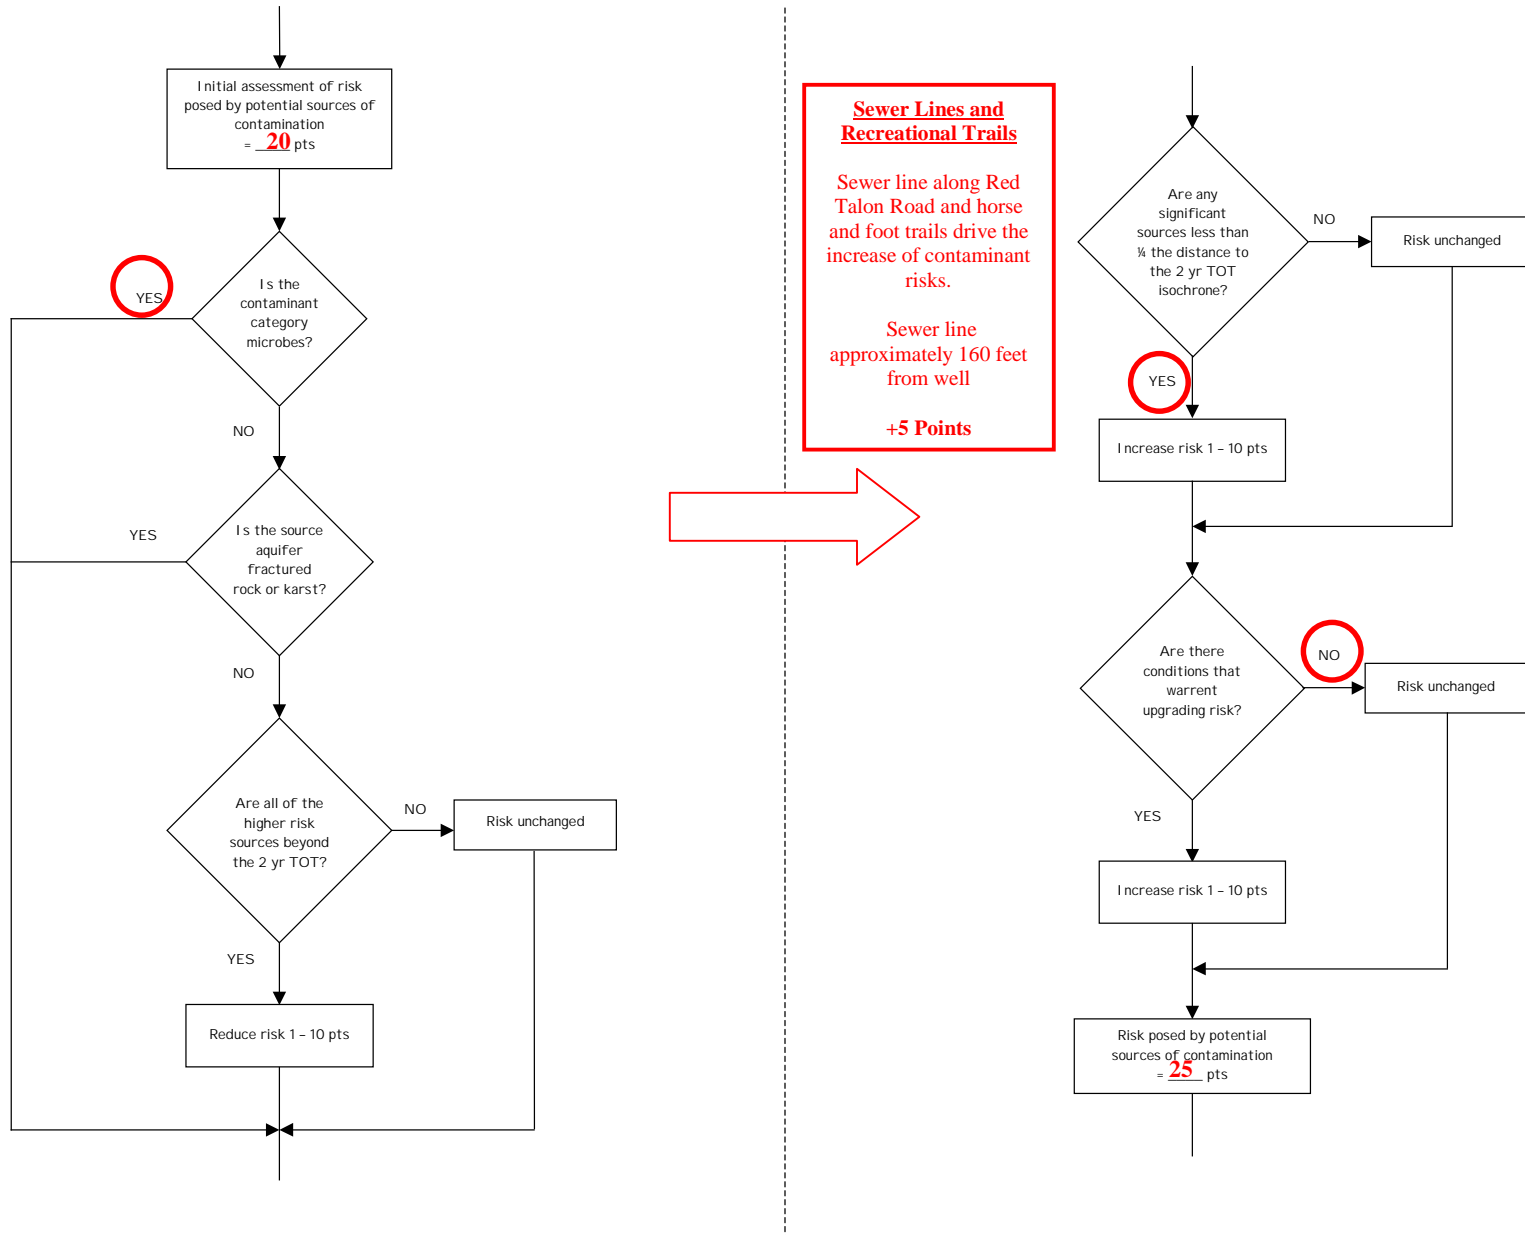 Initial assessment of risk
posed by potential sources of
contamination
= 20 pts
Is the
contaminant
category
microbes?
YES
NO
Is the source
aquifer
fractured
rock or karst?
YES
NO
Are all of the
higher risk
sources beyond
the 2 yr TOT?
NO
Risk unchanged
YES
Reduce risk 1 – 10 pts
Sewer Lines and
Recreational Trails
Sewer line along Red
Talon Road and horse
and foot trails drive the
increase of contaminant
risks.
Sewer line
approximately 160 feet
from well
+5 Points
Are any
significant
sources less than
¼ the distance to
the 2 yr TOT
isochrone?
NO
Risk unchanged
YES
Increase risk 1 – 10 pts
Are there
conditions that
warrent
upgrading risk?
NO
Risk unchanged
YES
Increase risk 1 – 10 pts
Risk posed by potential
sources of contamination
= 25 pts